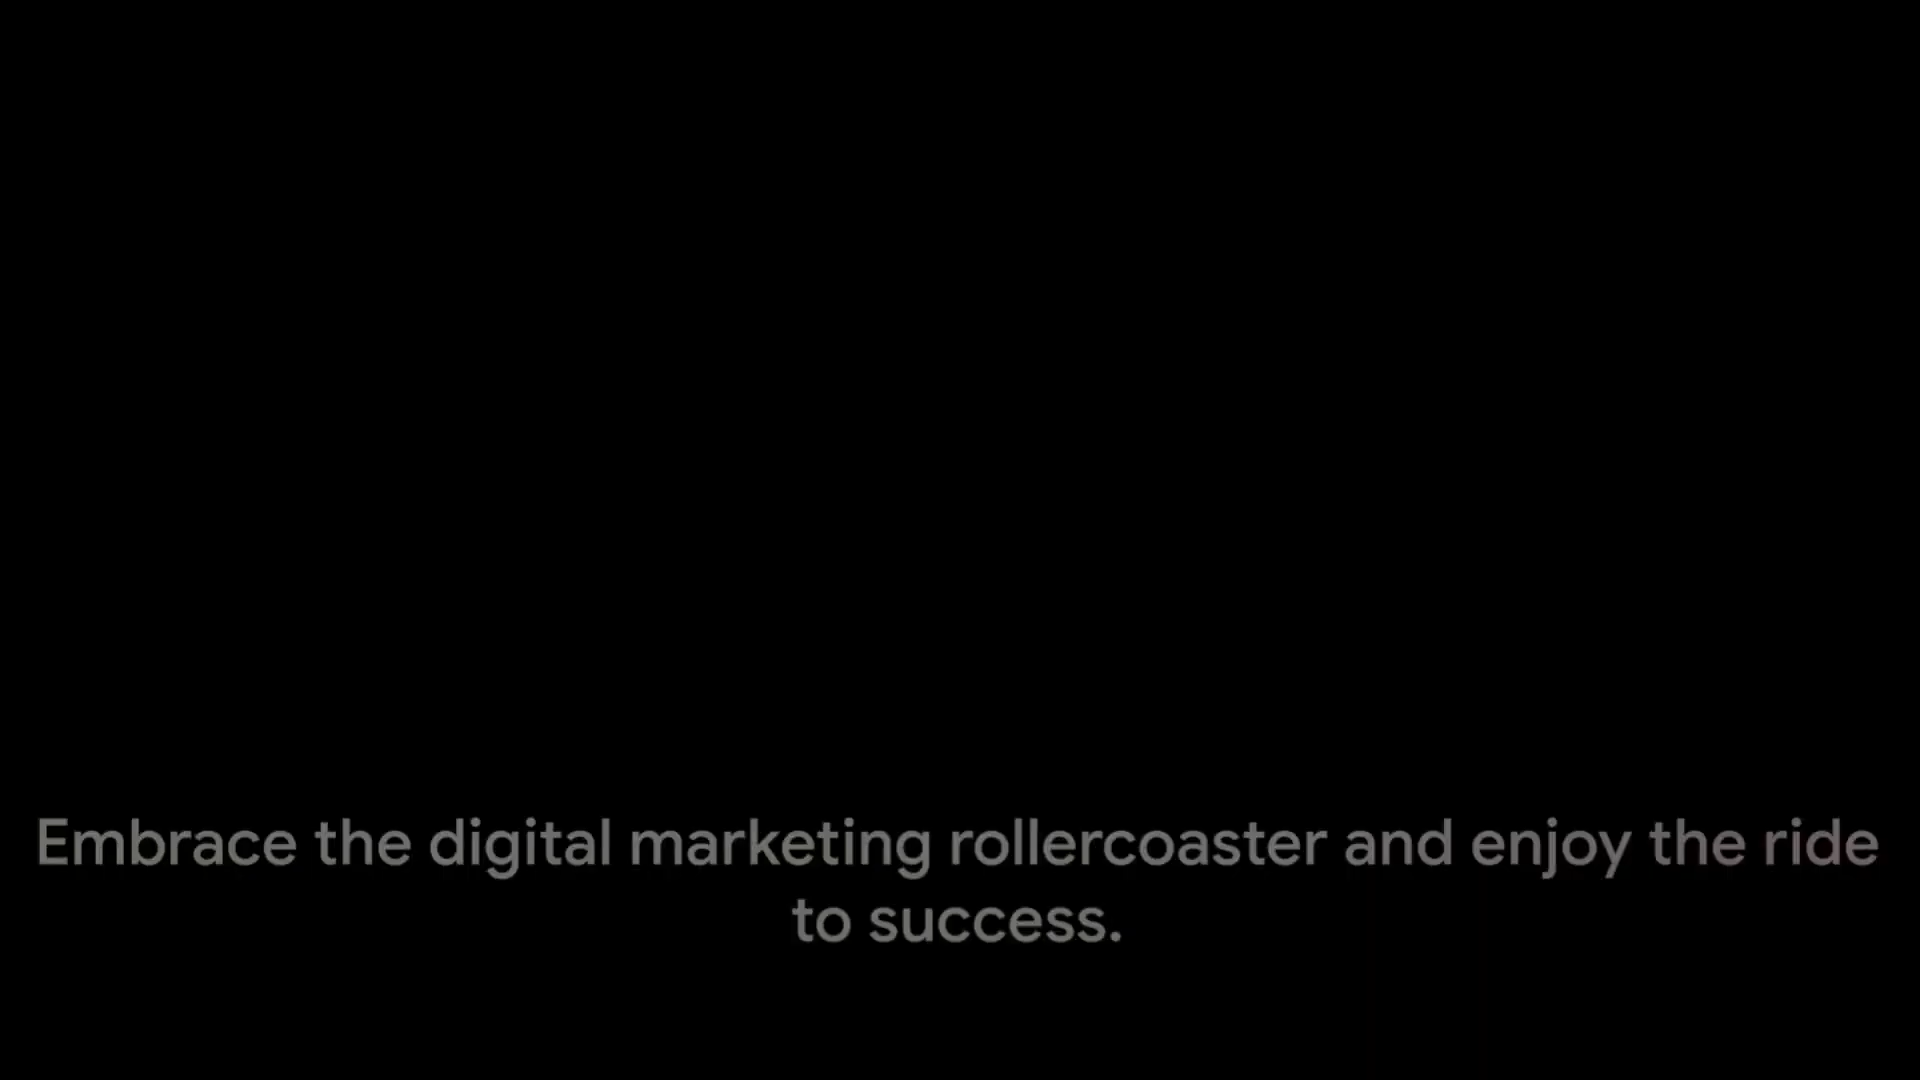 Embrace the digital marketing rollercoaster and enjoy the ride
to success.